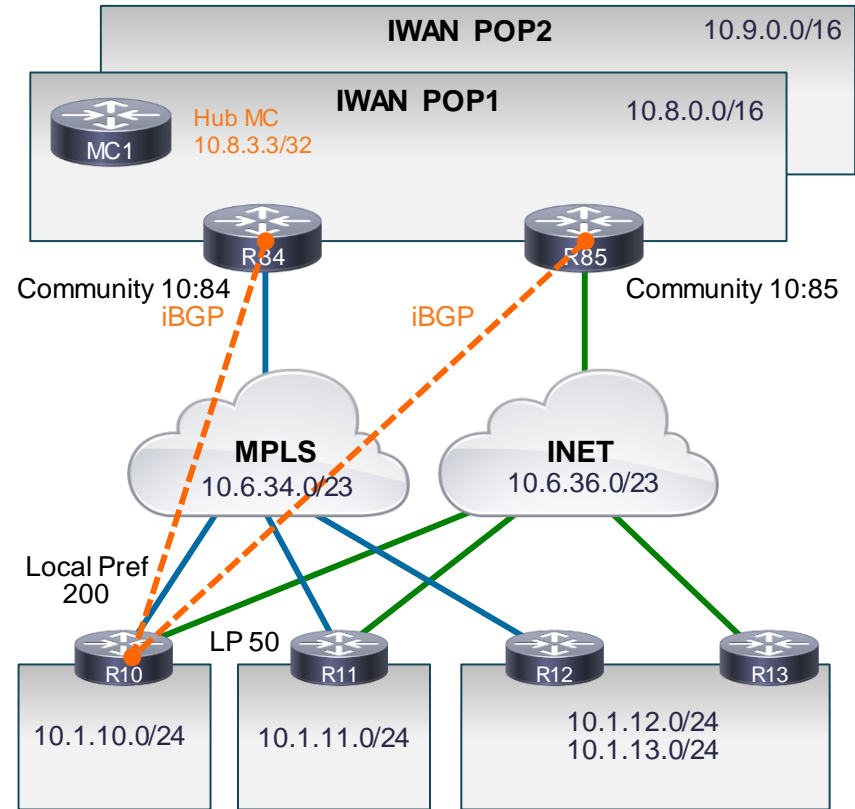 IWAN POP2
10.9.0.0/16
IWAN POP1
10.8.0.0/16
Hub MC
10.8.3.3/32
MC1
R84
R85
Community 10:84
Community 10:85
iBGP
iBGP
MPLS
10.6.34.0/23
INET
10.6.36.0/23
Local Pref
200
LP 50
R10
R11
R12
R13
10.1.10.0/24
10.1.11.0/24
10.1.12.0/24
10.1.13.0/24